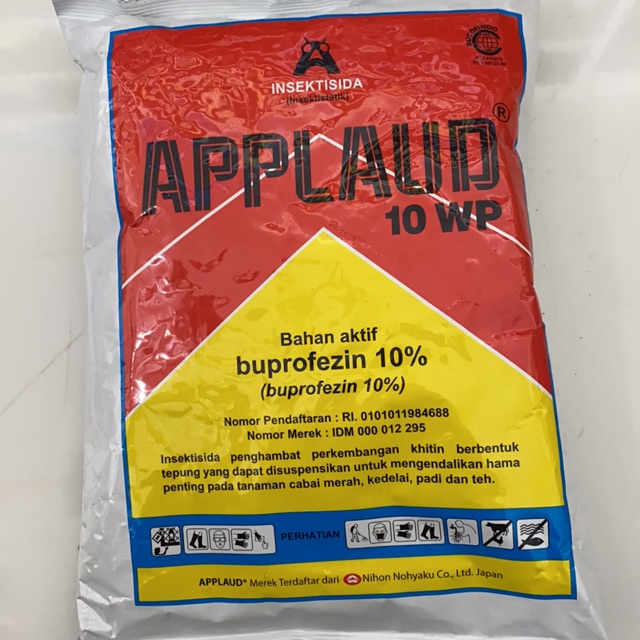 INSEKTISIDA
(Insektistatik)
APPLAUD®
10 WP
Bahan aktif
buprofezin 10%
(buprofezin 10%)
Nomor Pendaftaran : RI. 0101011984688
Nomor Merek : IDM 000 012 295
Insektisida penghambat perkembangan khitin berbentuk
tepung yang dapat disuspensikan untuk mengendalikan hama
penting pada tanaman cabai merah, kedelai, padi dan teh.
PERHATIAN
APPLAUD® Merek Terdaftar dari Nihon Nohyaku Co., Ltd. Japan